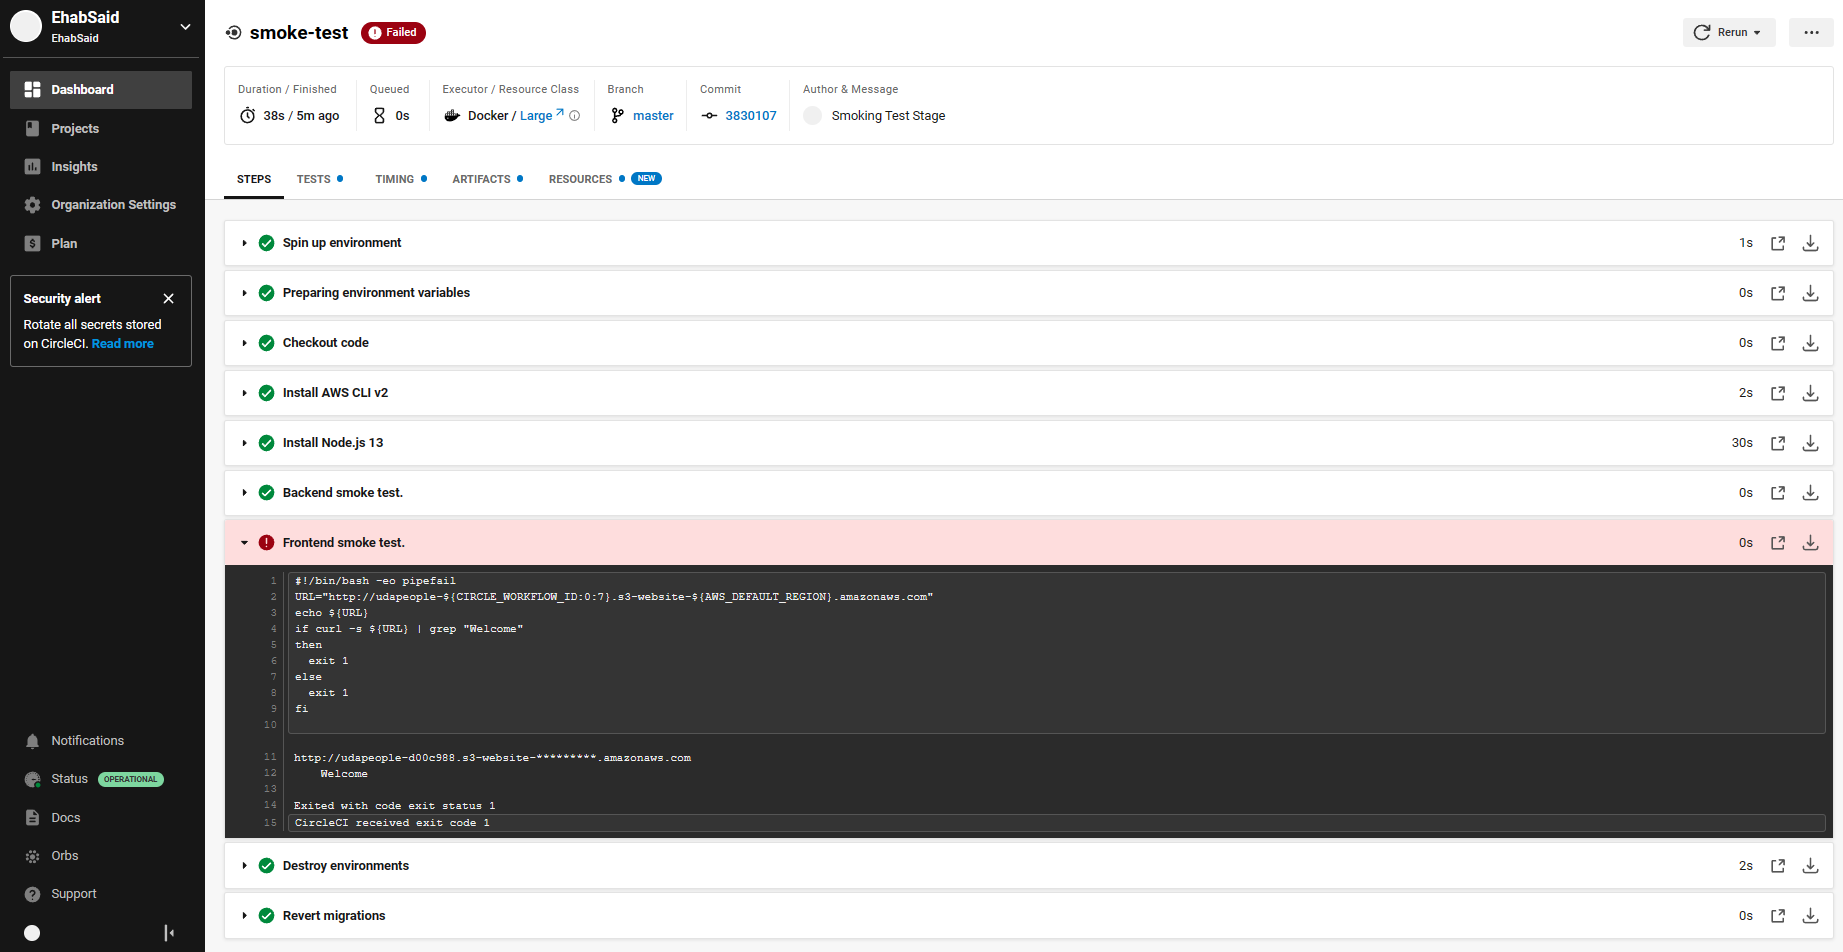 EhabSaid
EhabSaid
Dashboard
Projects
Insights
Organization Settings
Plan
Security alert
Rotate all secrets stored
on CircleCI. Read more
Notifications
Status OPERATIONAL
Docs
Orbs
Support
smoke-test Failed
Rerun
Duration / Finished
38s / 5m ago
Queued
0s
Executor / Resource Class
Docker / Large
Branch
master
Commit
3830107
Author & Message
Smoking Test Stage
STEPS TESTS TIMING ARTIFACTS RESOURCES NEW
Spin up environment 1s
Preparing environment variables 0s
Checkout code 0s
Install AWS CLI v2 2s
Install Node.js 13 30s
Backend smoke test. 0s
Frontend smoke test. 0s
1 #!/bin/bash -eo pipefail
2 URL="http://udapeople-${CIRCLE_WORKFLOW_ID:0:7}.s3-website-${AWS_DEFAULT_REGION}.amazonaws.com"
3 echo ${URL}
4 if curl -s ${URL} | grep "Welcome"
5 then
6 exit 1
7 else
8 exit 1
9 fi
10
11 http://udapeople-d00c988.s3-website-*********.amazonaws.com
12 Welcome
13
14 Exited with code exit status 1
15 CircleCI received exit code 1
Destroy environments 2s
Revert migrations 0s